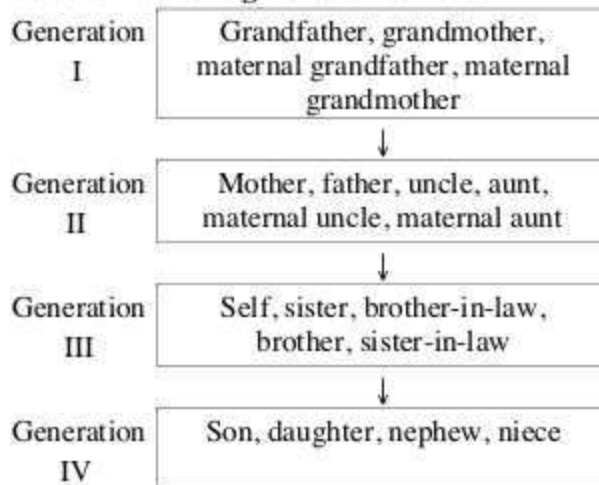 Generation
I
Grandfather, grandmother,
maternal grandfather, maternal
grandmother
Generation
II
Mother, father, uncle, aunt,
maternal uncle, maternal aunt
Generation
III
Self, sister, brother-in-law,
brother, sister-in-law
Generation
IV
Son, daughter, nephew, niece